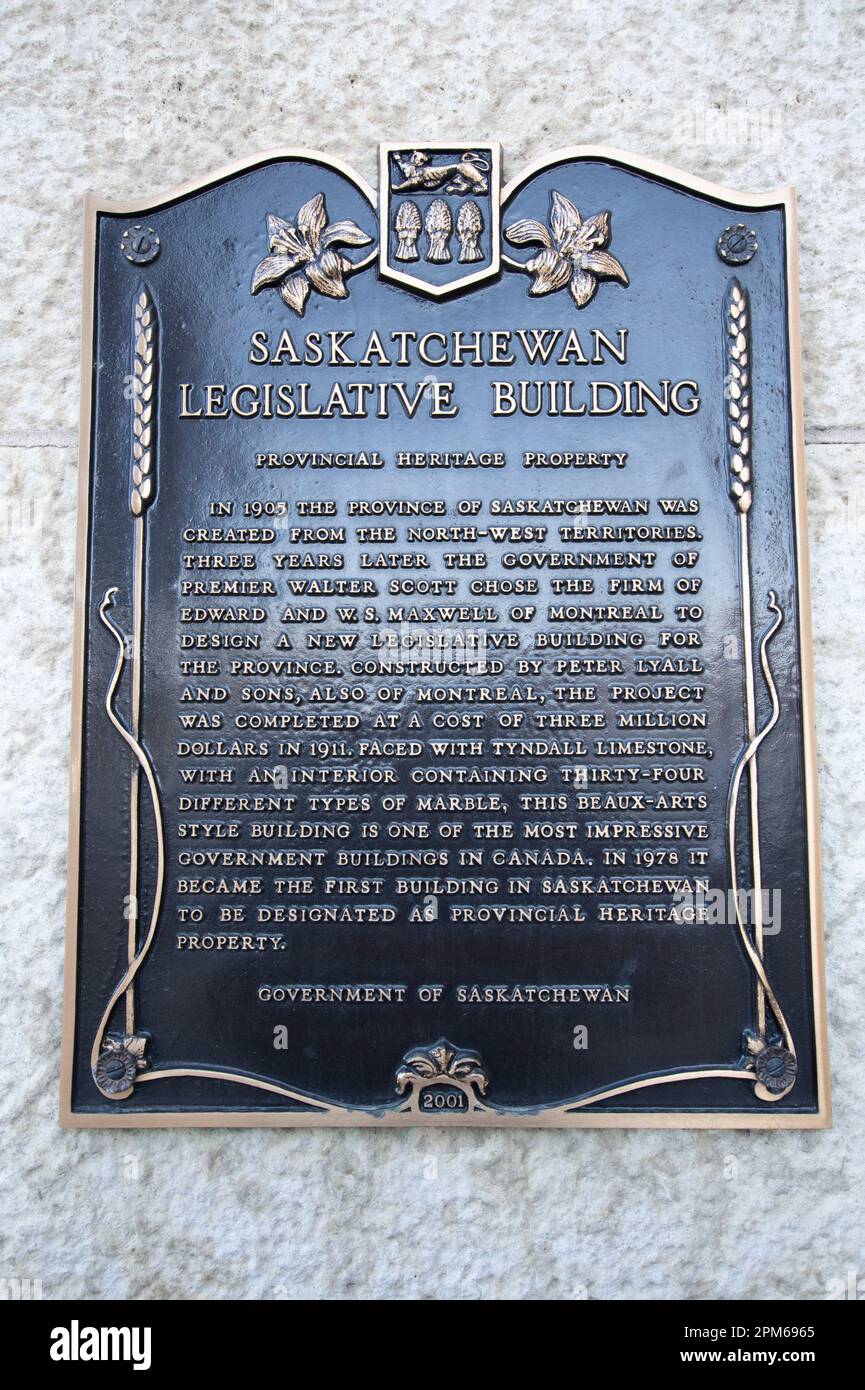 SASKATCHEWAN
LEGISLATIVE BUILDING
PROVINCIAL HERITAGE PROPERTY
IN 1905 THE PROVINCE OF SASKATCHEWAN WAS
CREATED FROM THE NORTH-WEST TERRITORIES.
THREE YEARS LATER THE GOVERNMENT OF
PREMIER WALTER SCOTT CHOSE THE FIRM OF
EDWARD AND W.S. MAXWELL OF MONTREAL TO
DESIGN A NEW LEGISLATIVE BUILDING FOR
THE PROVINCE. CONSTRUCTED BY PETER LYALL
AND SONS, ALSO OF MONTREAL, THE PROJECT
WAS COMPLETED AT A COST OF THREE MILLION
DOLLARS IN 1911. FACED WITH TYNDALL LIMESTONE,
WITH AN INTERIOR CONTAINING THIRTY-FOUR
DIFFERENT TYPES OF MARBLE, THIS BEAUX-ARTS
STYLE BUILDING IS ONE OF THE MOST IMPRESSIVE
GOVERNMENT BUILDINGS IN CANADA. IN 1978 IT
BECAME THE FIRST BUILDING IN SASKATCHEWAN
TO BE DESIGNATED AS PROVINCIAL HERITAGE
PROPERTY.
GOVERNMENT OF SASKATCHEWAN
2001
alamy
Image ID: 2PM6965
www.alamy.com